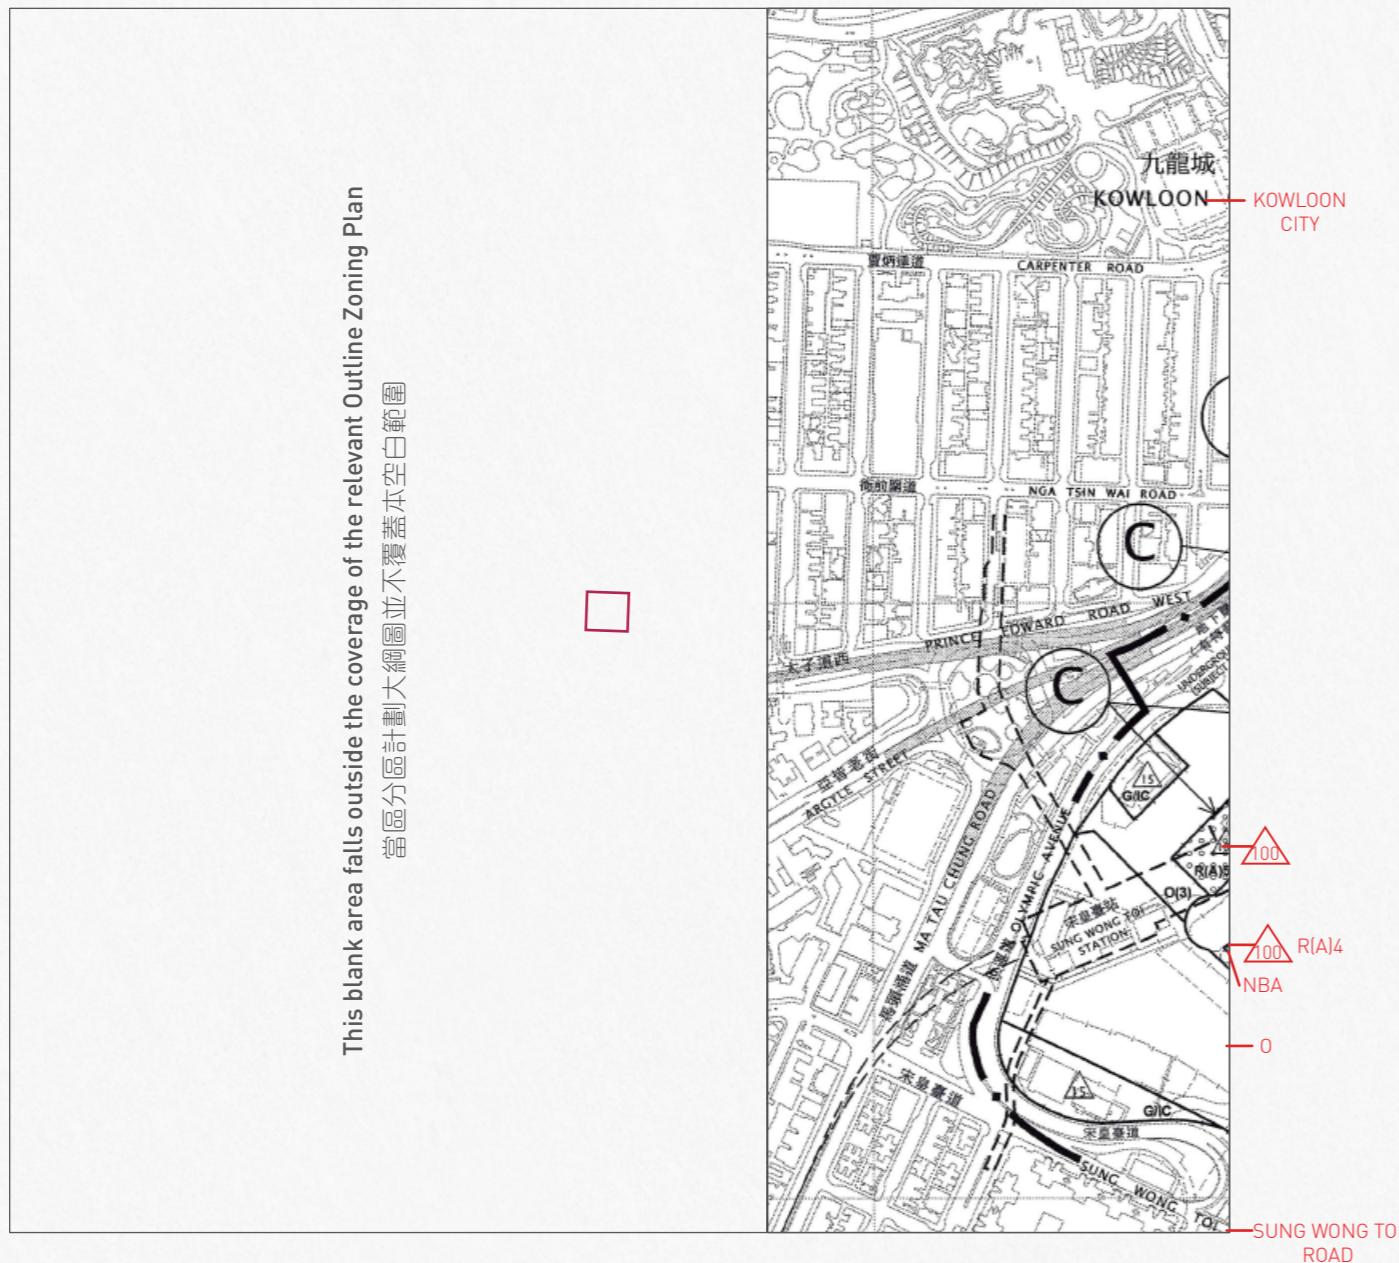 This blank area falls outside the coverage of the relevant Outline Zoning Plan
當區分區計劃大綱圖並不覆蓋本空白範圍
九龍城
KOWLOON
KOWLOON
CITY
賈炳達道
CARPENTER ROAD
衙前圍道
NGA TSIN WAI ROAD
C
PRINCE EDWARD ROAD WEST
太子道西
C
亞皆老街
ARGYLE STREET
15
G/IC
MA TAU CHUNG ROAD
馬頭涌道
OLYMPIC AVENUE
100
R(A)5
O(3)
宋皇臺站
SUNG WONG TOI
STATION
100
R(A)4
NBA
O
宋皇臺道
15
G/IC
宋皇臺道
SUNG WONG TOI
SUNG WONG TO
ROAD